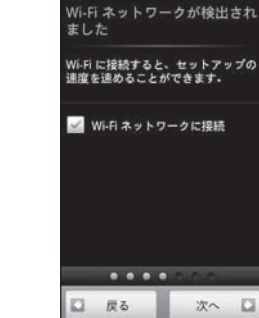 Wi-Fi ネットワークが検出され
ました
Wi-Fi に接続すると、セットアップの
速度を速めることができます。
Wi-Fi ネットワークに接続
戻る
次へ